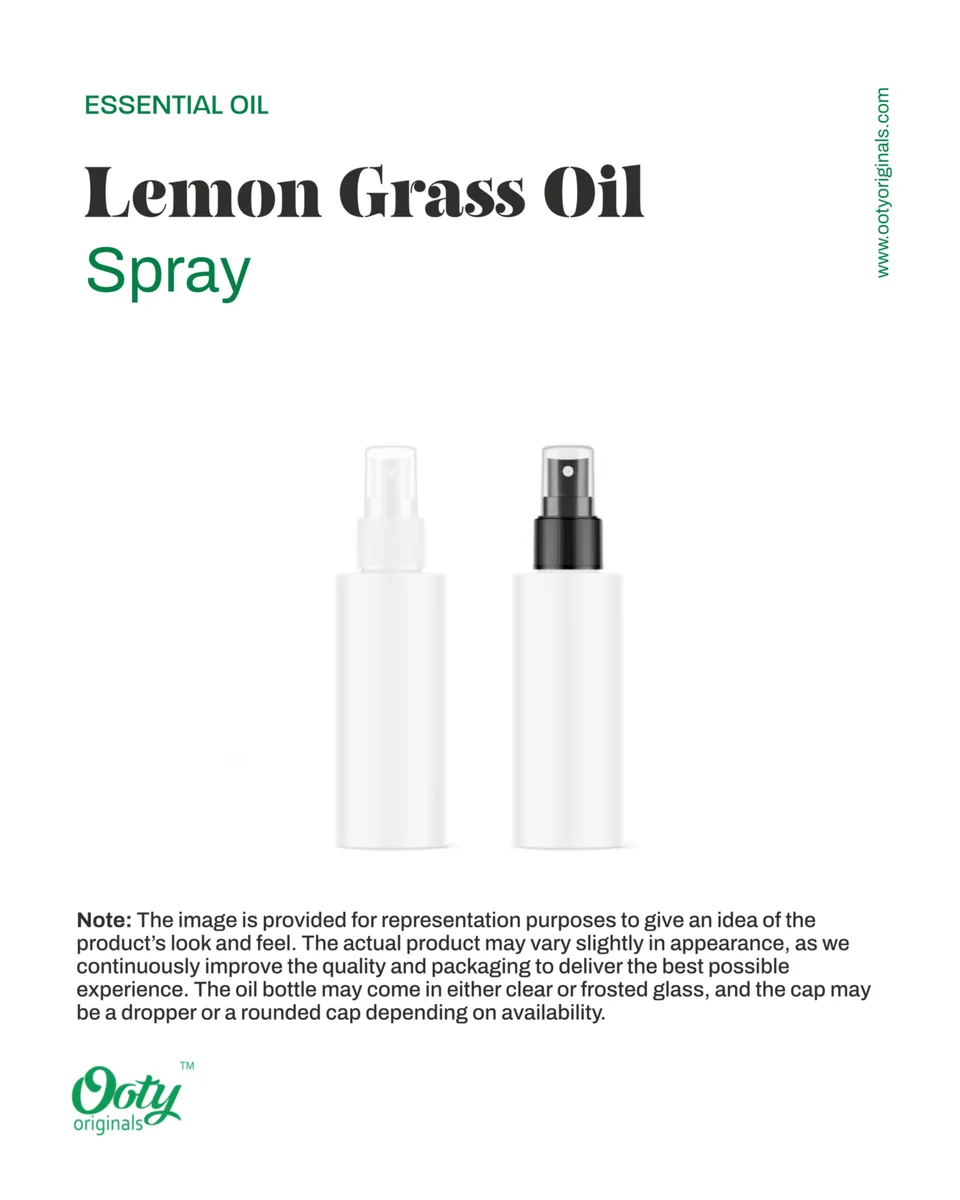 ESSENTIAL OIL
www.ootyoriginals.com
Lemon Grass Oil
Spray
Note: The image is provided for representation purposes to give an idea of the
product’s look and feel. The actual product may vary slightly in appearance, as we
continuously improve the quality and packaging to deliver the best possible
experience. The oil bottle may come in either clear or frosted glass, and the cap may
be a dropper or a rounded cap depending on availability.
Ooty TM
originals